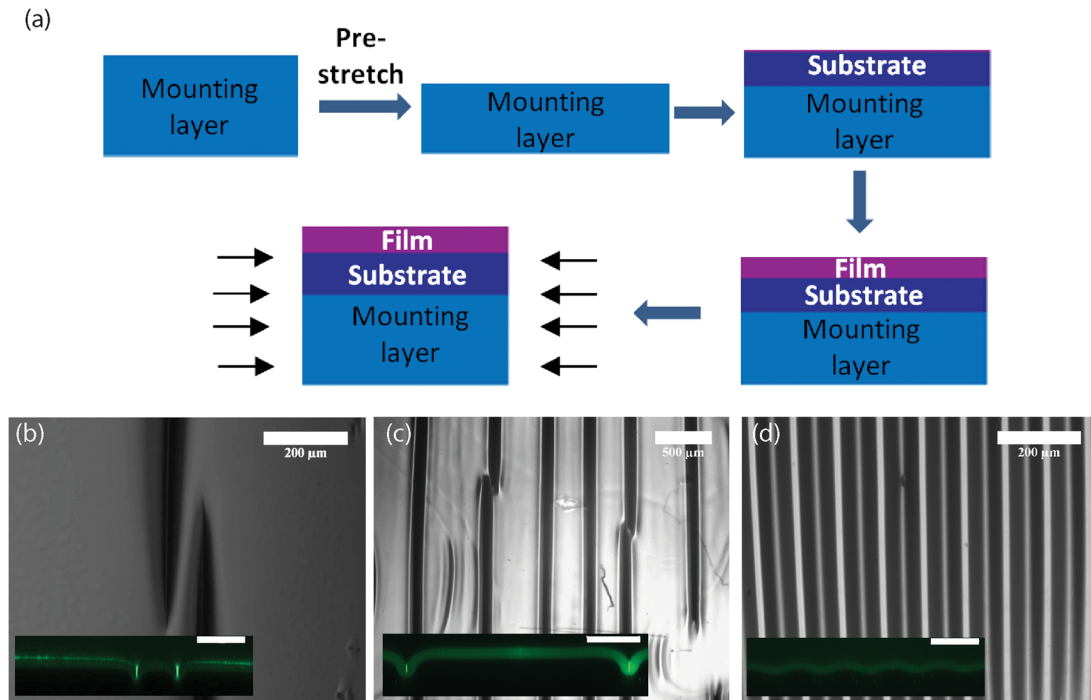 (a)
Mounting
layer
Pre-
stretch
Mounting
layer
Substrate
Mounting
layer
Film
Substrate
Mounting
layer
Film
Substrate
Mounting
layer
(b)
200 μm
(c)
500 μm
(d)
200 μm